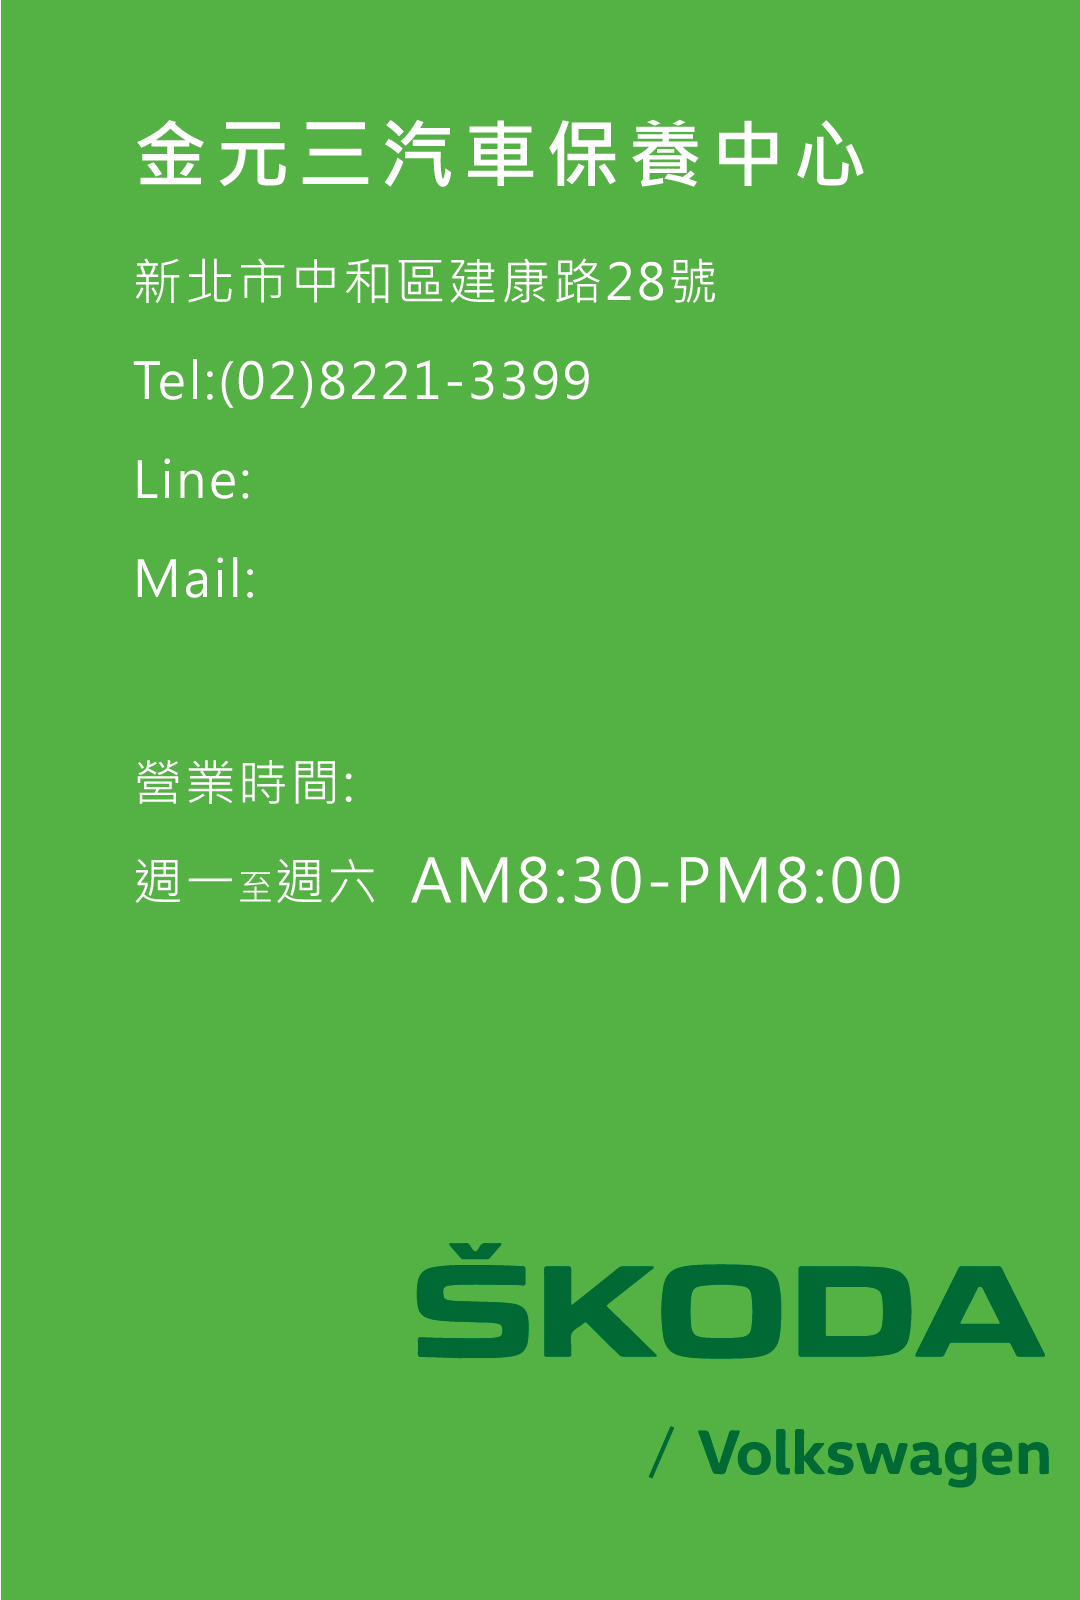 金元三汽車保養中心
新北市中和區建康路28號
Tel:(02)8221-3399
Line:
Mail:
營業時間:
週一至週六 AM8:30-PM8:00
ŠKODA
/ Volkswagen